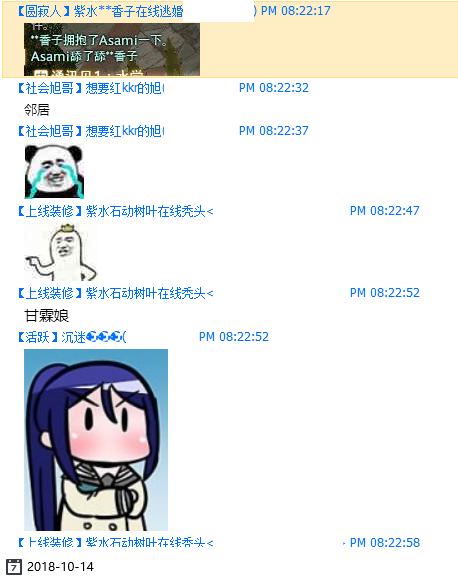 【圆寂人】紫水**香子在线逃婚 ) PM 08:22:17
**香子拥抱了Asami一下。
Asami舔了舔**香子
【社会旭哥】想要红kkr的旭( PM 08:22:32
邻居
【社会旭哥】想要红kkr的旭( PM 08:22:37
【上线装修】紫水石动树叶在线秃头< PM 08:22:47
【上线装修】紫水石动树叶在线秃头< PM 08:22:52
甘霖娘
【活跃】沉迷 ( PM 08:22:52
【上线装修】紫水石动树叶在线秃头< PM 08:22:58
7 2018-10-14